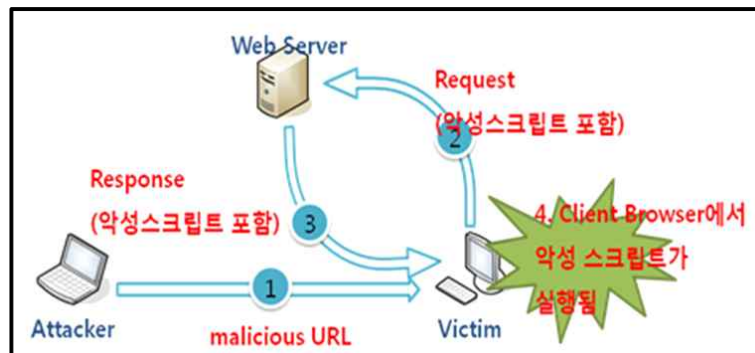 Web Server
Request
(악성스크립트 포함)
2
Response
(악성스크립트 포함)
3
4. Client Browser에서
악성 스크립트가
실행됨
1
Attacker
malicious URL
Victim